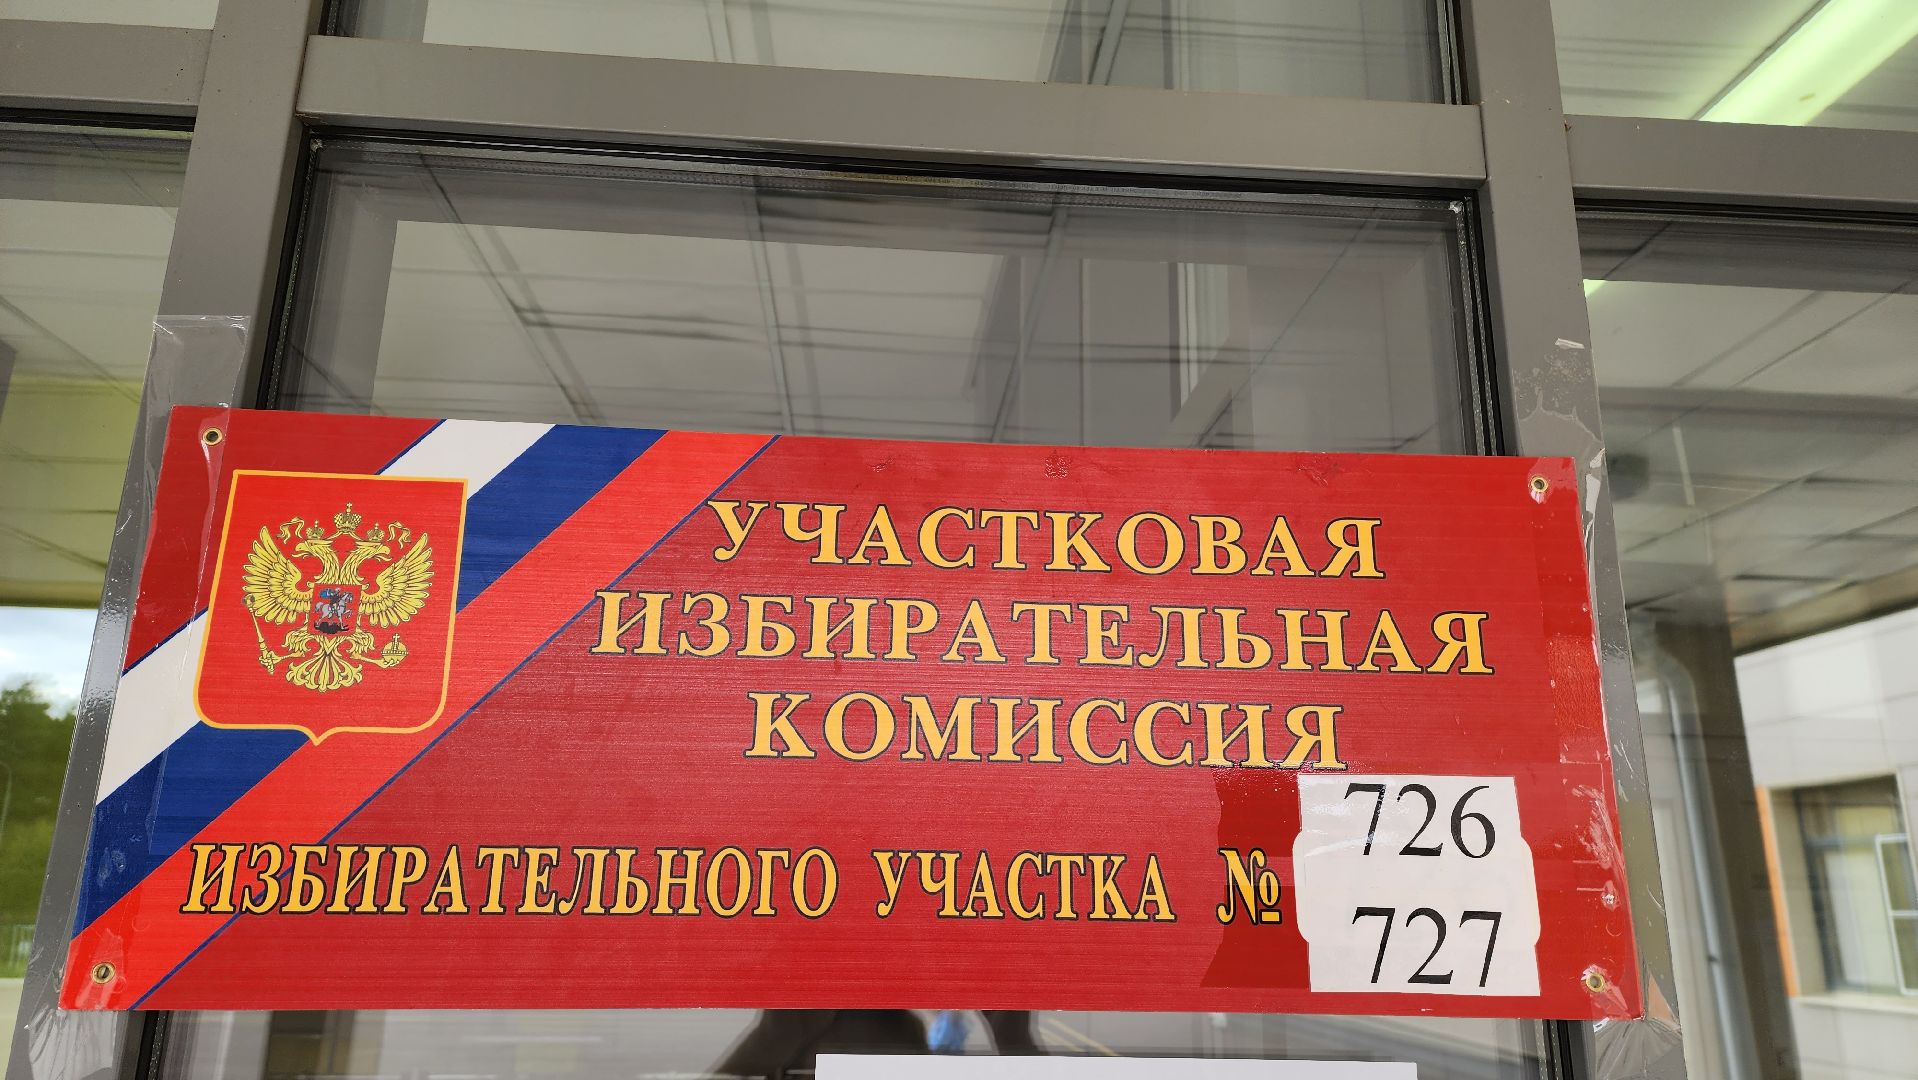 УЧАСТКОВАЯ
ИЗБИРАТЕЛЬНАЯ
КОМИССИЯ
ИЗБИРАТЕЛЬНОГО УЧАСТКА № 726
727